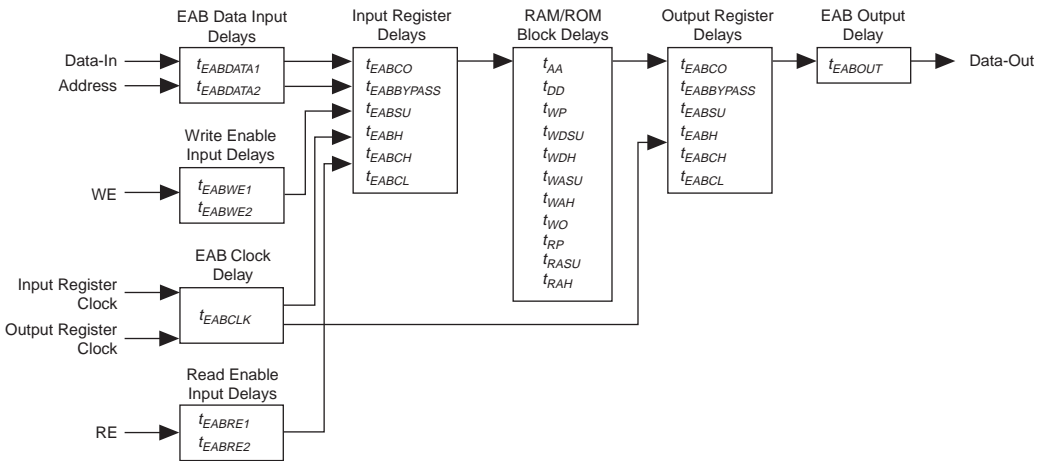 EAB Data Input
Delays
Input Register
Delays
RAM/ROM
Block Delays
Output Register
Delays
EAB Output
Delay
Data-In
Address
tEABDATA1
tEABDATA2
tEABCO
tEABBYPASS
tEABSU
tEABH
tEABCH
tEABCL
tAA
tDD
tWP
tWDSU
tWDH
tWASU
tWAH
tWO
tRP
tRASU
tRAH
tEABCO
tEABBYPASS
tEABSU
tEABH
tEABCH
tEABCL
tEABOUT
Data-Out
Write Enable
Input Delays
WE
tEABWE1
tEABWE2
EAB Clock
Delay
Input Register
Clock
Output Register
Clock
tEABCLK
Read Enable
Input Delays
RE
tEABRE1
tEABRE2